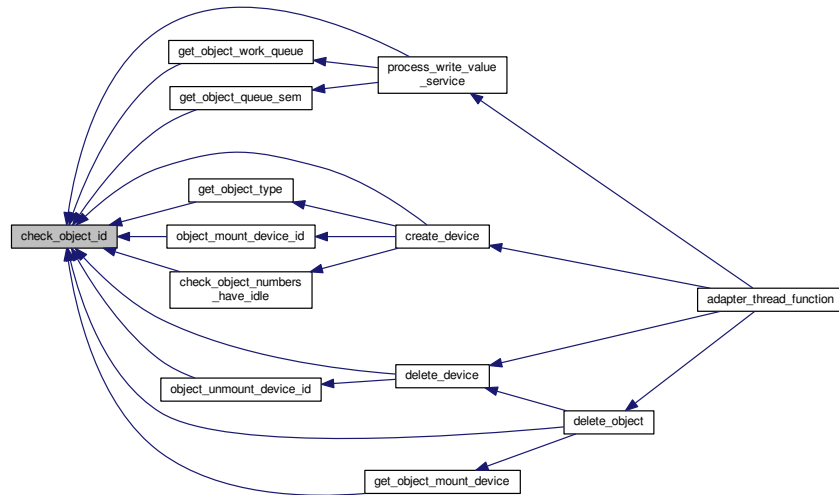 get_object_work_queue
process_write_value
_service
get_object_queue_sem
get_object_type
check_object_id
object_mount_device_id
create_device
check_object_numbers
_have_idle
adapter_thread_function
delete_device
object_unmount_device_id
delete_object
get_object_mount_device